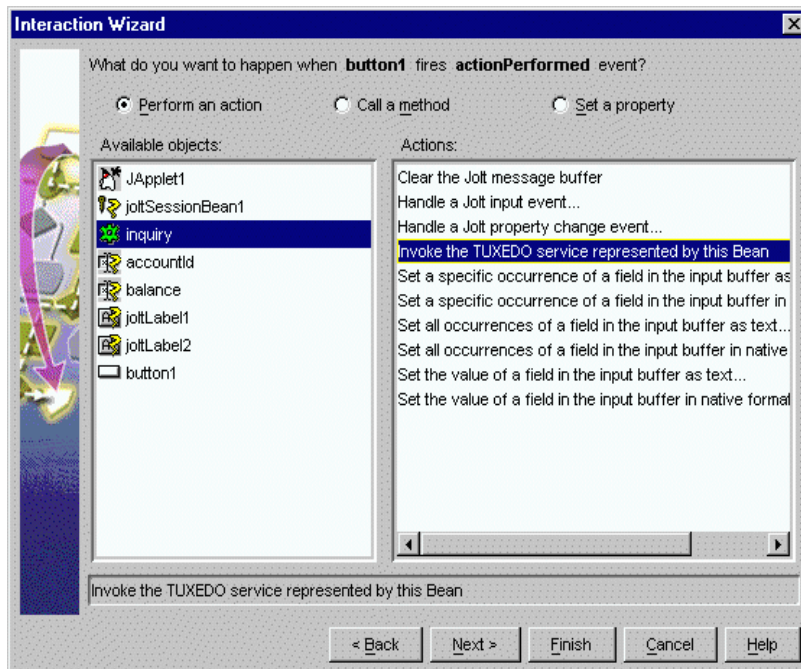 Interaction Wizard
What do you want to happen when button1 fires actionPerformed event?
Perform an action
Call a method
Set a property
Available objects:
JApplet1
joltSessionBean1
inquiry
accountId
balance
joltLabel1
joltLabel2
button1
Actions:
Clear the Jolt message buffer
Handle a Jolt input event...
Handle a Jolt property change event...
Invoke the TUXEDO service represented by this Bean
Set a specific occurrence of a field in the input buffer as
Set a specific occurrence of a field in the input buffer in
Set all occurrences of a field in the input buffer as text...
Set all occurrences of a field in the input buffer in native
Set the value of a field in the input buffer as text...
Set the value of a field in the input buffer in native format
Invoke the TUXEDO service represented by this Bean
< Back
Next >
Finish
Cancel
Help